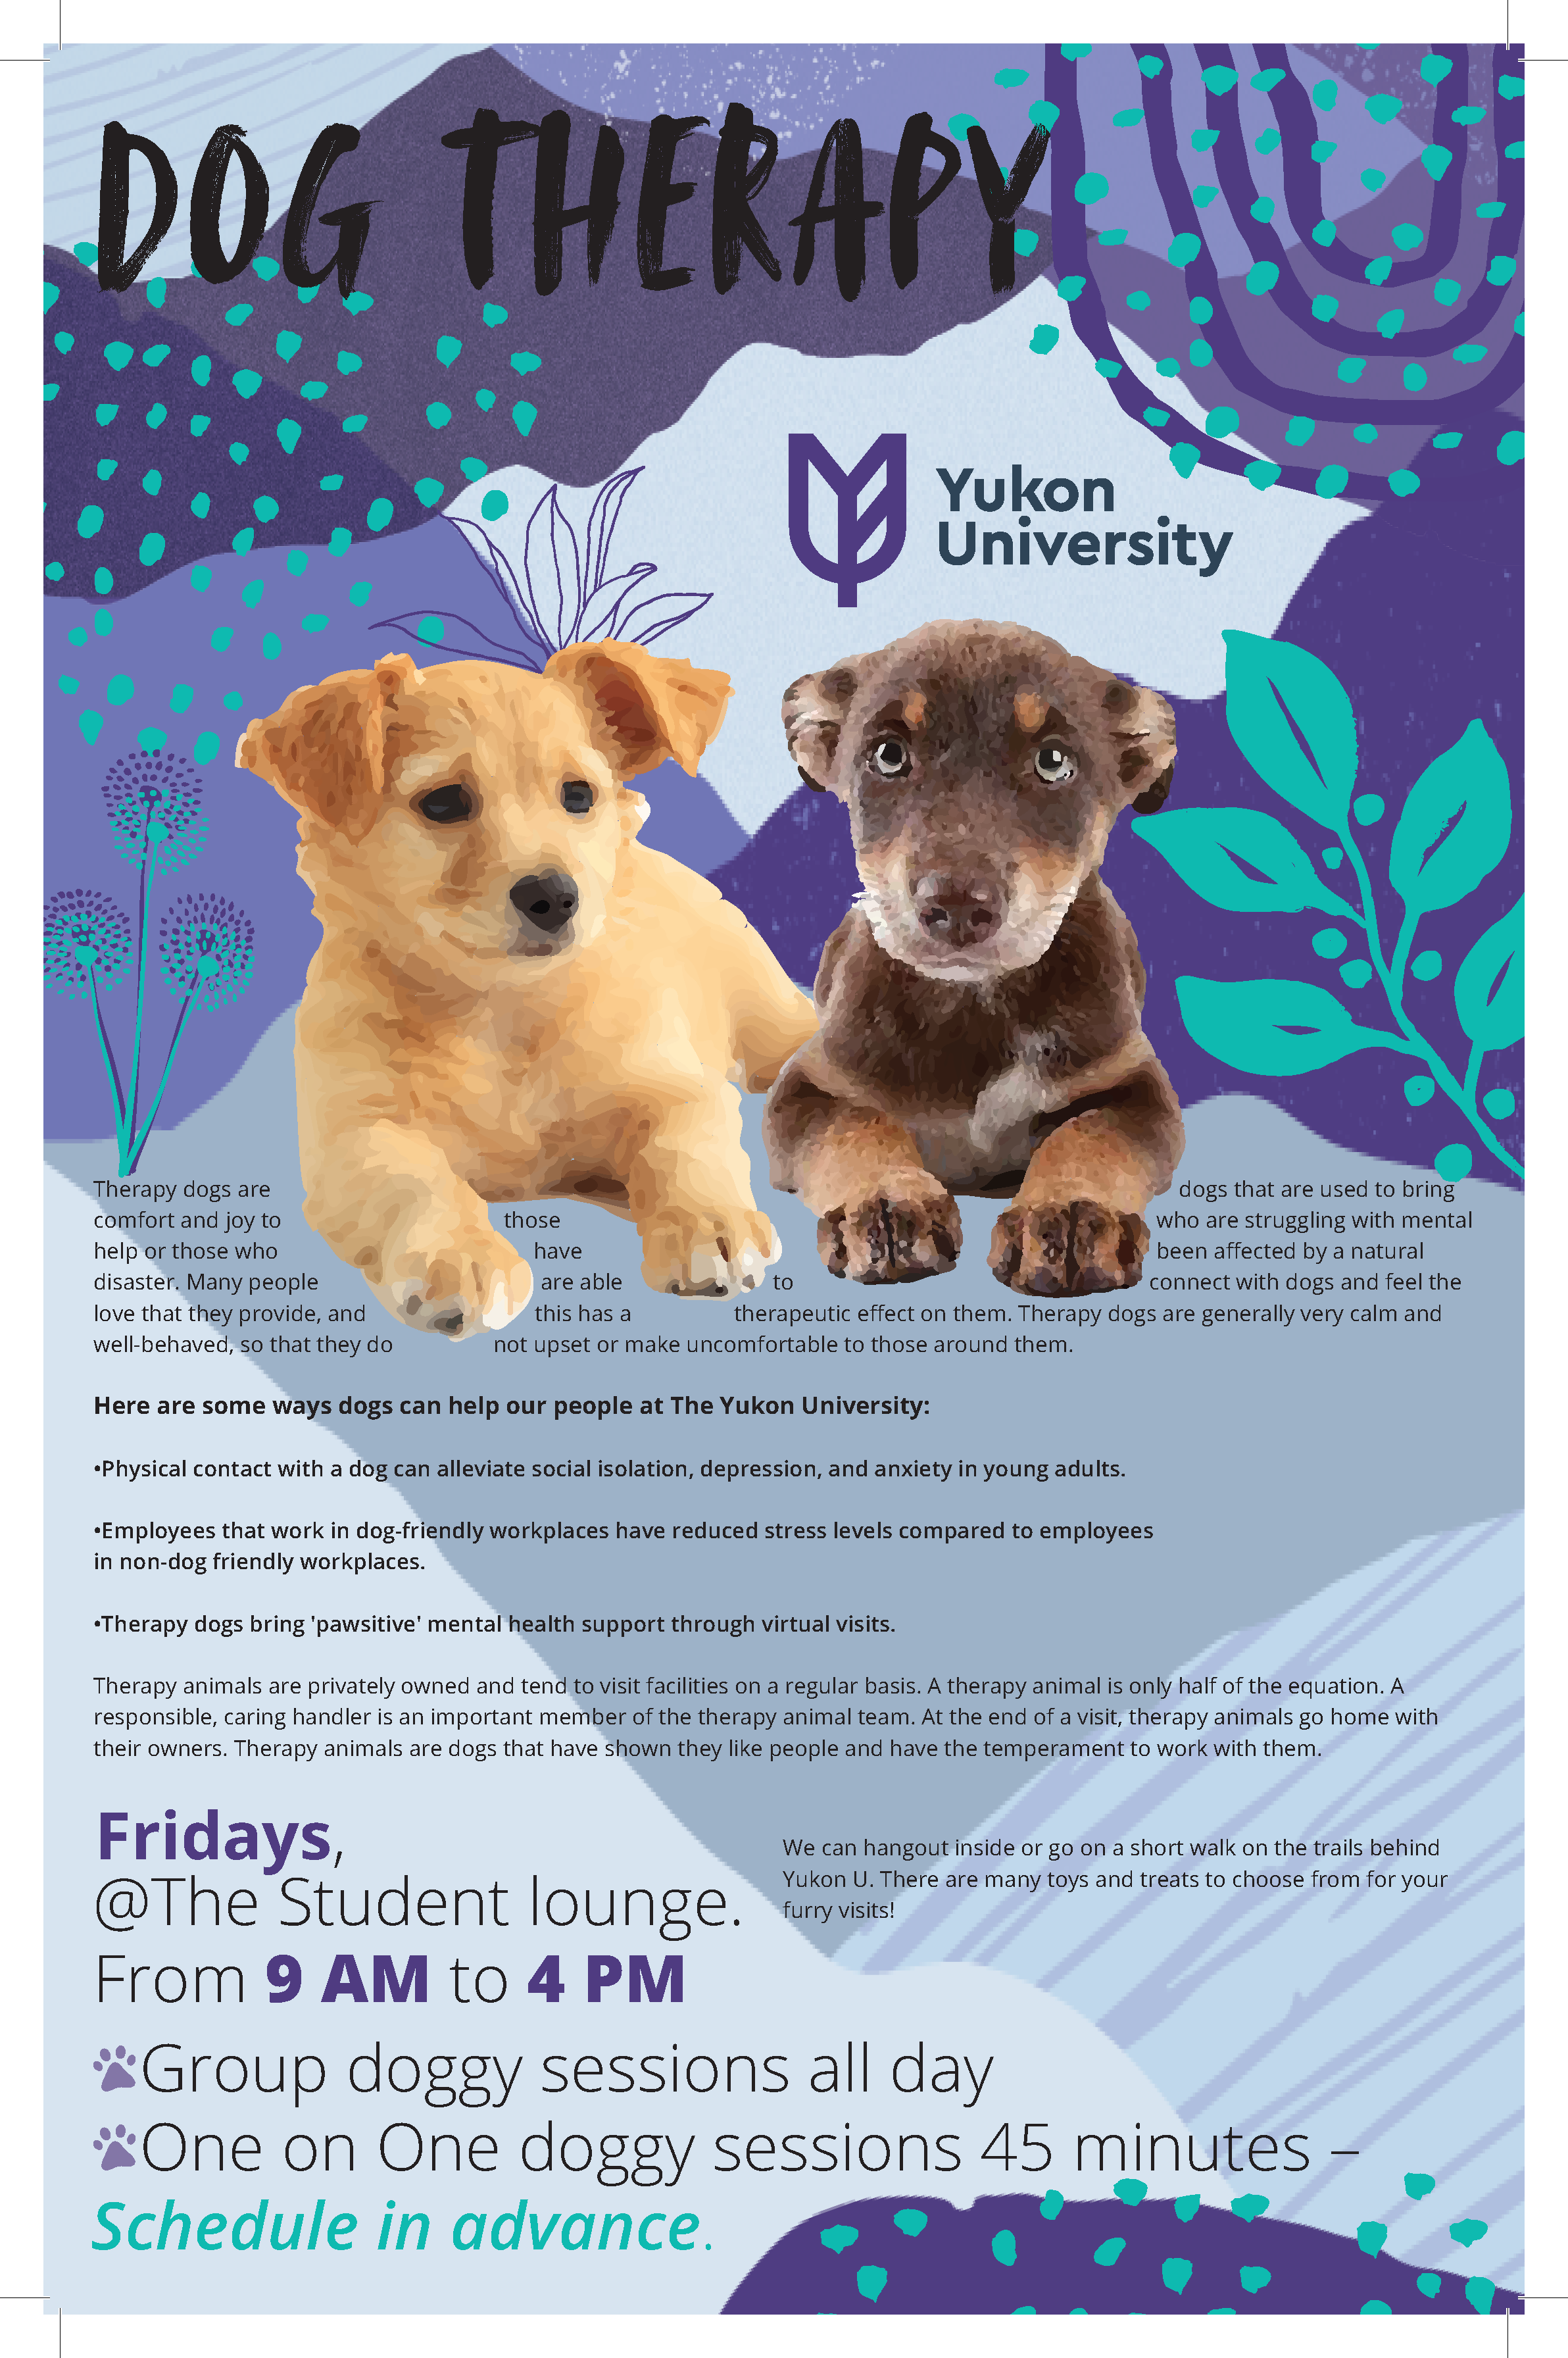 DOG THERAPY
Yukon
University
Therapy dogs are dogs that are used to bring
comfort and joy to those who are struggling with mental
help or those who have been affected by a natural
disaster. Many people are able to connect with dogs and feel the
love that they provide, and this has a therapeutic effect on them. Therapy dogs are generally very calm and
well-behaved, so that they do not upset or make uncomfortable to those around them.
Here are some ways dogs can help our people at The Yukon University:
•Physical contact with a dog can alleviate social isolation, depression, and anxiety in young adults.
•Employees that work in dog-friendly workplaces have reduced stress levels compared to employees
in non-dog friendly workplaces.
•Therapy dogs bring 'pawsitive' mental health support through virtual visits.
Therapy animals are privately owned and tend to visit facilities on a regular basis. A therapy animal is only half of the equation. A
responsible, caring handler is an important member of the therapy animal team. At the end of a visit, therapy animals go home with
their owners. Therapy animals are dogs that have shown they like people and have the temperament to work with them.
Fridays,
@The Student lounge.
From 9 AM to 4 PM
We can hangout inside or go on a short walk on the trails behind
Yukon U. There are many toys and treats to choose from for your
furry visits!
Group doggy sessions all day
One on One doggy sessions 45 minutes –
Schedule in advance.